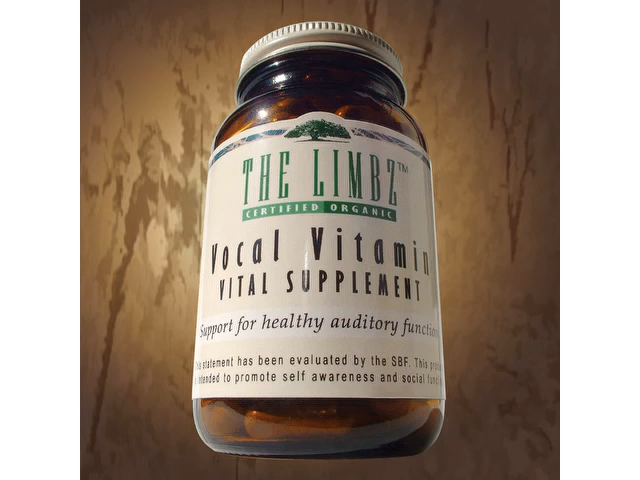 THE LIMBZ™
CERTIFIED ORGANIC
Vocal Vitamin
VITAL SUPPLEMENT
Support for healthy auditory function
statement has been evaluated by the SBF. This
intended to promote self awareness and social